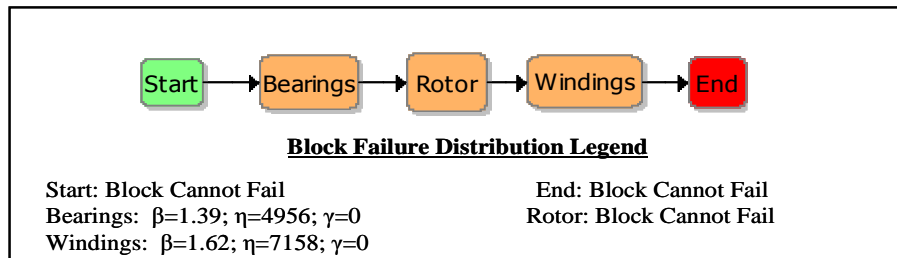 Start Bearings Rotor Windings End
Block Failure Distribution Legend
Start: Block Cannot Fail End: Block Cannot Fail
Bearings: β=1.39; η=4956; γ=0 Rotor: Block Cannot Fail
Windings: β=1.62; η=7158; γ=0